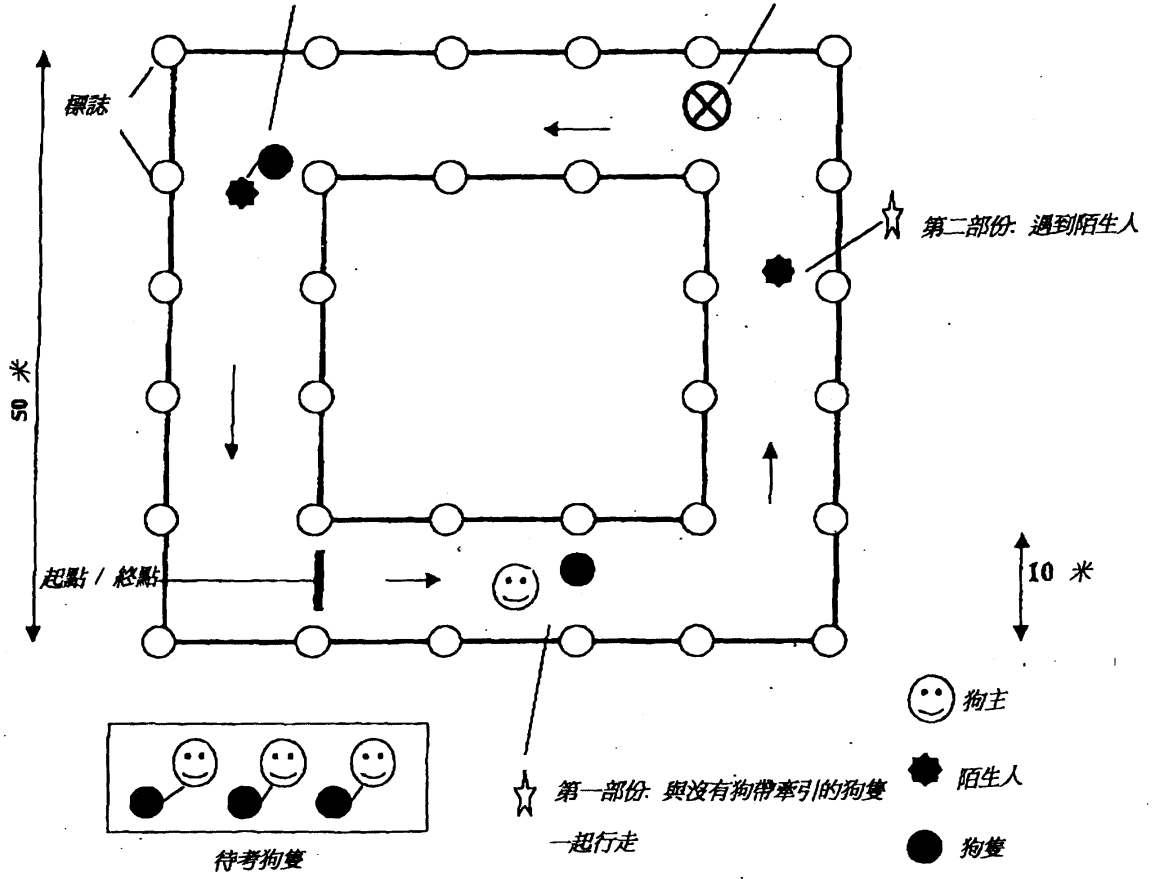 標誌
第二部份: 遇到陌生人
50 米
起點 / 終點
10 米
狗主
第一部份: 與沒有狗帶牽引的狗隻
一起行走
陌生人
狗隻
待考狗隻